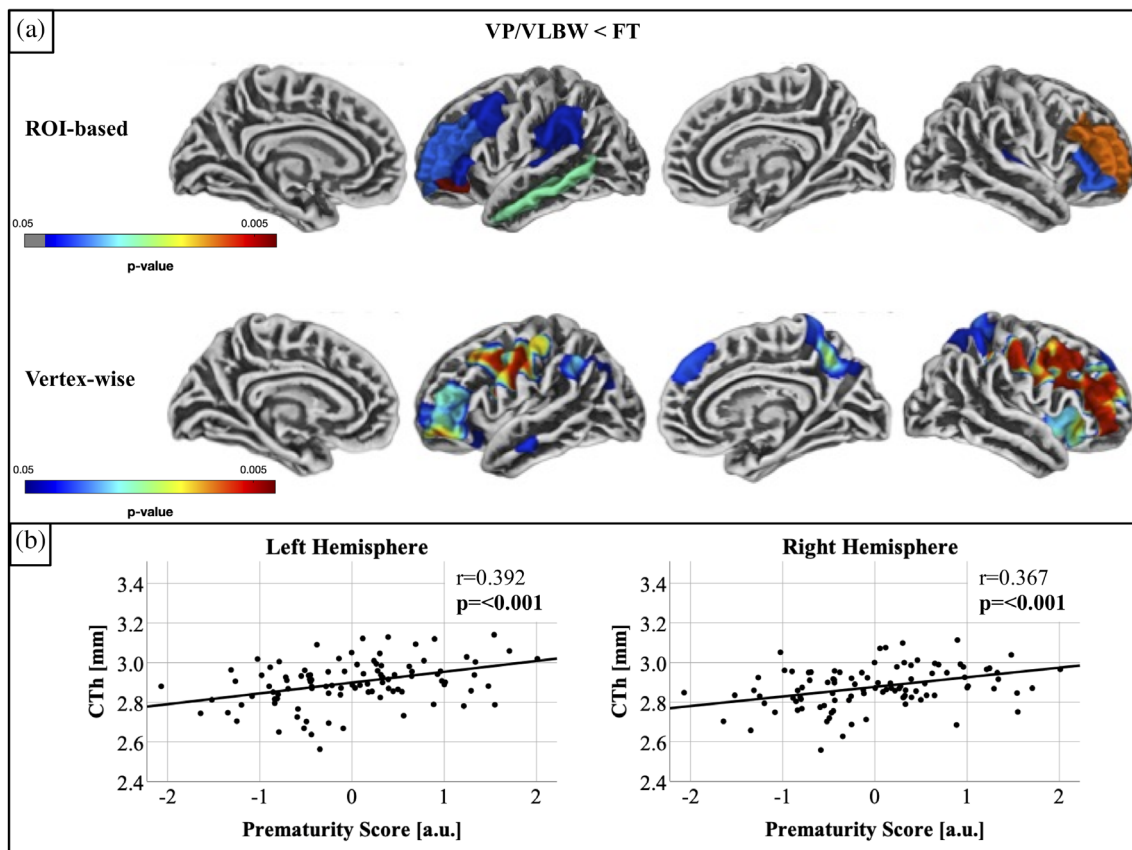 (a)
VP/VLBW < FT
ROI-based
0.05 0.005
p-value
Vertex-wise
0.05 0.005
p-value
(b)
Left Hemisphere
r=0.392
p=<0.001
CTh [mm]
3.4
3.2
3.0
2.8
2.6
2.4
-2 -1 0 1 2
Prematurity Score [a.u.]
Right Hemisphere
r=0.367
p=<0.001
CTh [mm]
3.4
3.2
3.0
2.8
2.6
2.4
-2 -1 0 1 2
Prematurity Score [a.u.]